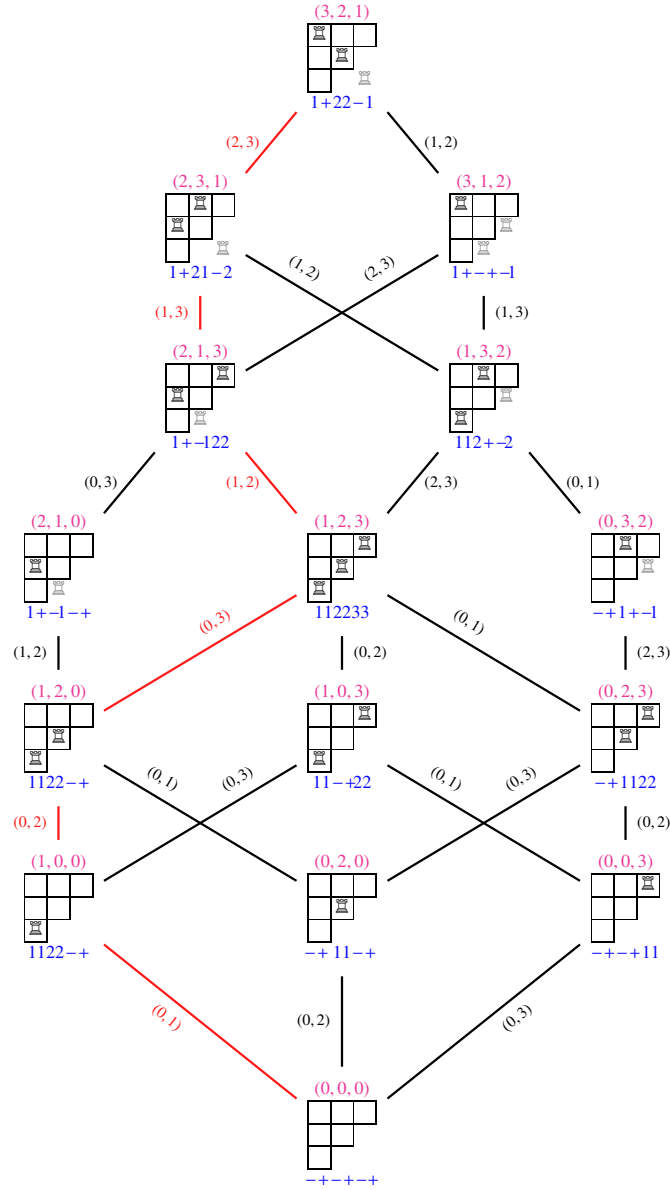 (3, 2, 1)
1+22−1
(2, 3)
(1, 2)
(2, 3, 1)
(3, 1, 2)
1+21−2
1+−+−1
(1, 2)
(2, 3)
(1, 3)
(1, 3)
(2, 1, 3)
(1, 3, 2)
1+−122
112+−2
(0, 3)
(1, 2)
(2, 3)
(0, 1)
(2, 1, 0)
(1, 2, 3)
(0, 3, 2)
1+−1−+
112233
−+1+−1
(0, 3)
(0, 1)
(1, 2)
(0, 2)
(2, 3)
(1, 2, 0)
(1, 0, 3)
(0, 2, 3)
1122−+
11−+22
−+1122
(0, 1)
(0, 3)
(0, 1)
(0, 3)
(0, 2)
(0, 2)
(1, 0, 0)
(0, 2, 0)
(0, 0, 3)
1122−+
−+11−+
−+−+11
(0, 1)
(0, 2)
(0, 3)
(0, 0, 0)
−+−+−+